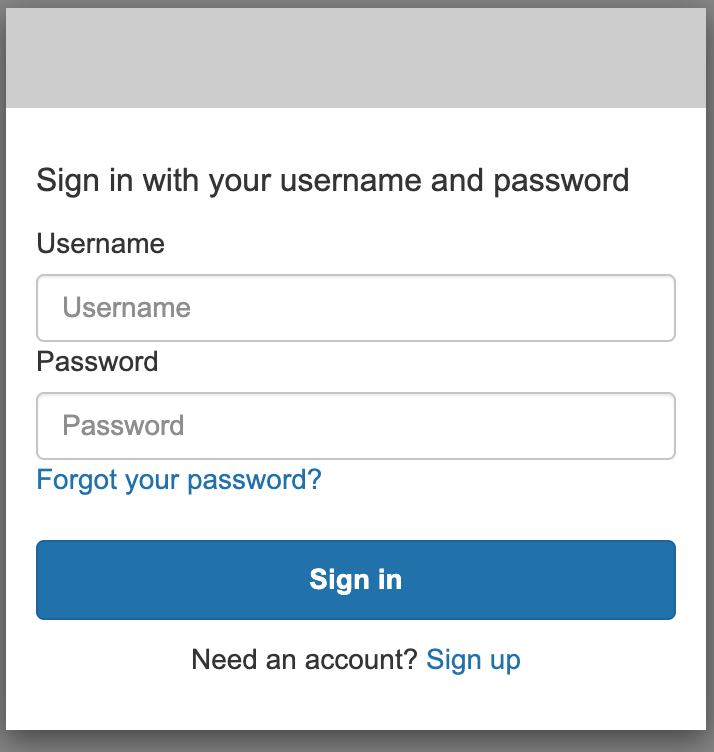 Sign in with your username and password
Username
Username
Password
Password
Forgot your password?
Sign in
Need an account? Sign up